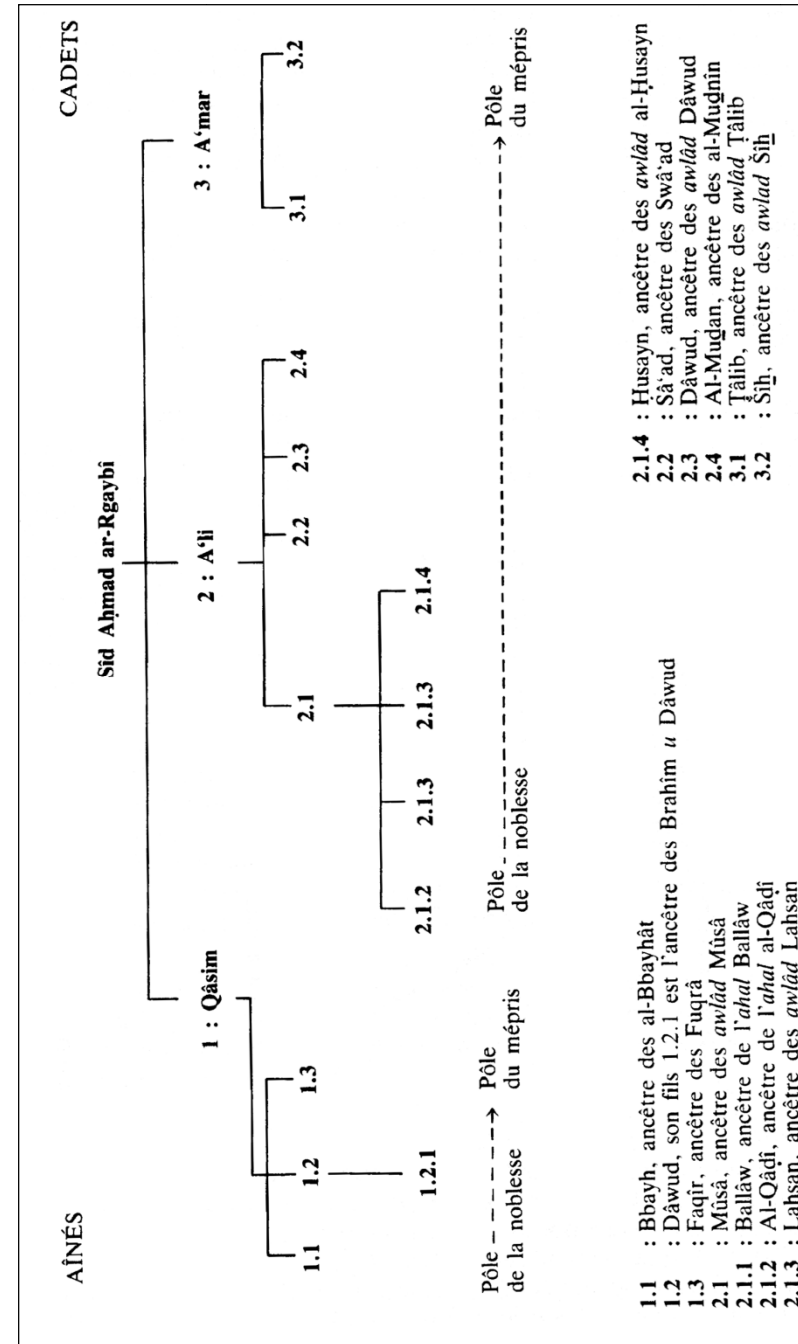 AÎNÉS
CADETS
Sîd Aḥmad ar-Rgaybî
1 : Qâsim
2 : A‘li
3 : A‘mar
1.1
1.2
1.3
2.1
2.2
2.3
2.4
3.1
3.2
1.2.1
2.1.2
2.1.3
2.1.3
2.1.4
Pôle
de la noblesse
Pôle
du mépris
Pôle
de la noblesse
Pôle
du mépris
1.1 : Bbayh, ancêtre des al-Bbayhât
1.2 : Dâwud, son fils 1.2.1 est l'ancêtre des Brahîm u Dâwud
1.3 : Faqîr, ancêtre des Fuqrâ
2.1 : Mûsâ, ancêtre des awlâd Mûsâ
2.1.1 : Ballâw, ancêtre de l'ahal Ballâw
2.1.2 : Al-Qâḍî, ancêtre de l'ahal al-Qâḍî
2.1.3 : Laḥsan, ancêtre des awlâd Laḥsan
2.1.4 : Ḥusayn, ancêtre des awlâd al-Ḥusayn
2.2 : Sâ‘ad, ancêtre des Swâ‘ad
2.3 : Dâwud, ancêtre des awlâd Dâwud
2.4 : Al-Muḏan, ancêtre des al-Muḏnîn
3.1 : Ṭâlib, ancêtre des awlâd Ṭâlib
3.2 : Šîẖ, ancêtre des awlad Šîẖ